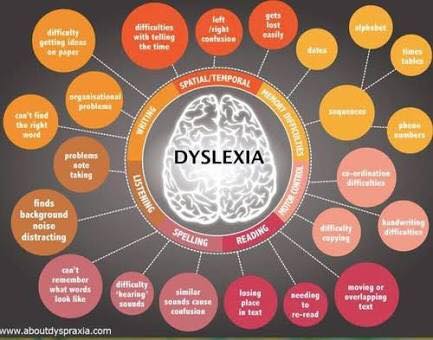 DYSLEXIA
WRITING
SPATIAL/TEMPORAL
MEMORY DIFFICULTIES
MOTOR CONTROL
READING
SPELLING
LISTENING
difficulty
getting ideas
on paper
organisational
problems
can't find
the right
word
difficulties
with telling
the time
left
/right
confusion
gets
lost
easily
dates
sequences
alphabet
times
tables
phone
numbers
co-ordination
difficulties
handwriting
difficulties
difficulty
copying
moving or
overlapping
text
needing
to
re-read
losing
place
in text
similar
sounds cause
confusion
difficulty
'hearing'
sounds
can't
remember
what words
look like
finds
background
noise
distracting
problems
note
taking
www.aboutdyspraxia.com